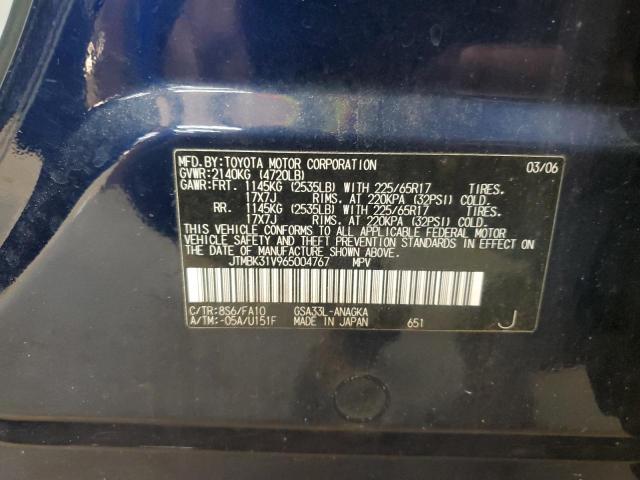 MFD.BY:TOYOTA MOTOR CORPORATION 03/06
GVWR:2140KG (4720LB)
GAWR:FRT. 1145KG (2535LB) WITH 225/65R17 TIRES.
17X7J RIMS. AT 220KPA (32PSI) COLD.
RR. 1145KG (2535LB) WITH 225/65R17 TIRES.
17X7J RIMS. AT 220KPA (32PSI) COLD.
THIS VEHICLE CONFORMS TO ALL APPLICABLE FEDERAL MOTOR
VEHICLE SAFETY AND THEFT PREVENTION STANDARDS IN EFFECT ON
THE DATE OF MANUFACTURE SHOWN ABOVE.
JTMBK31V965004767 MPV
C/TR:8S6/FA10 GSA33L-ANAGKA
A/TM:-05A/U151F MADE IN JAPAN 651 J